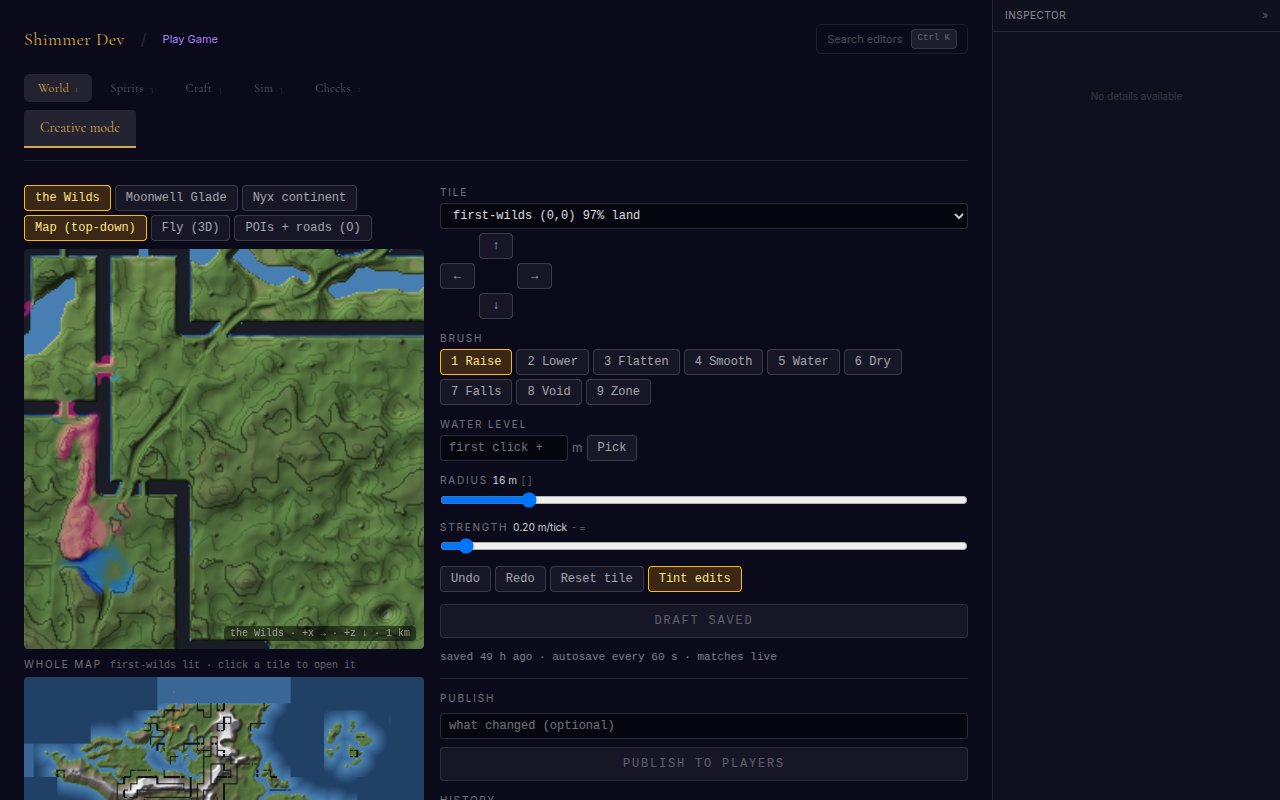 Shimmer Dev / Play Game
Search editors Ctrl K
INSPECTOR »
No details available
World
Spirits
Craft
Sim
Checks
Creative mode
the Wilds
Moonwell Glade
Nyx continent
Map (top-down)
Fly (3D)
POIs + roads (O)
the Wilds · +x → · +z ↓ · 1 km
WHOLE MAP first-wilds lit · click a tile to open it
TILE
first-wilds (0,0) 97% land
↑
← →
↓
BRUSH
1 Raise
2 Lower
3 Flatten
4 Smooth
5 Water
6 Dry
7 Falls
8 Void
9 Zone
WATER LEVEL
first click + m Pick
RADIUS 16 m [ ]
STRENGTH 0.20 m/tick - =
Undo
Redo
Reset tile
Tint edits
DRAFT SAVED
saved 49 h ago · autosave every 60 s · matches live
PUBLISH
what changed (optional)
PUBLISH TO PLAYERS
HISTORY